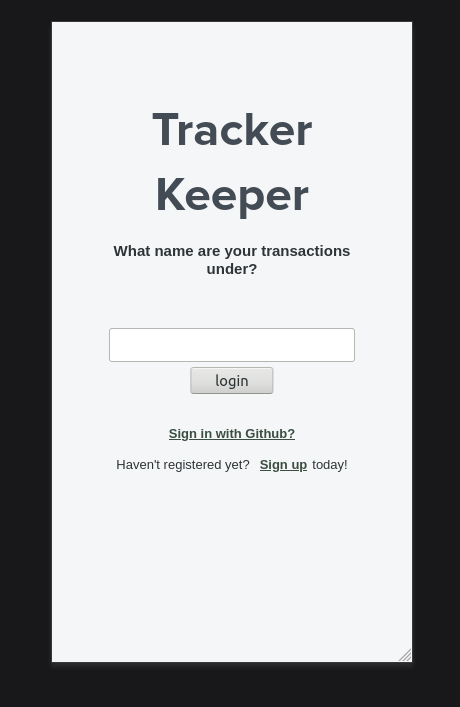 Tracker
Keeper
What name are your transactions
under?
login
Sign in with Github?
Haven't registered yet? Sign up today!